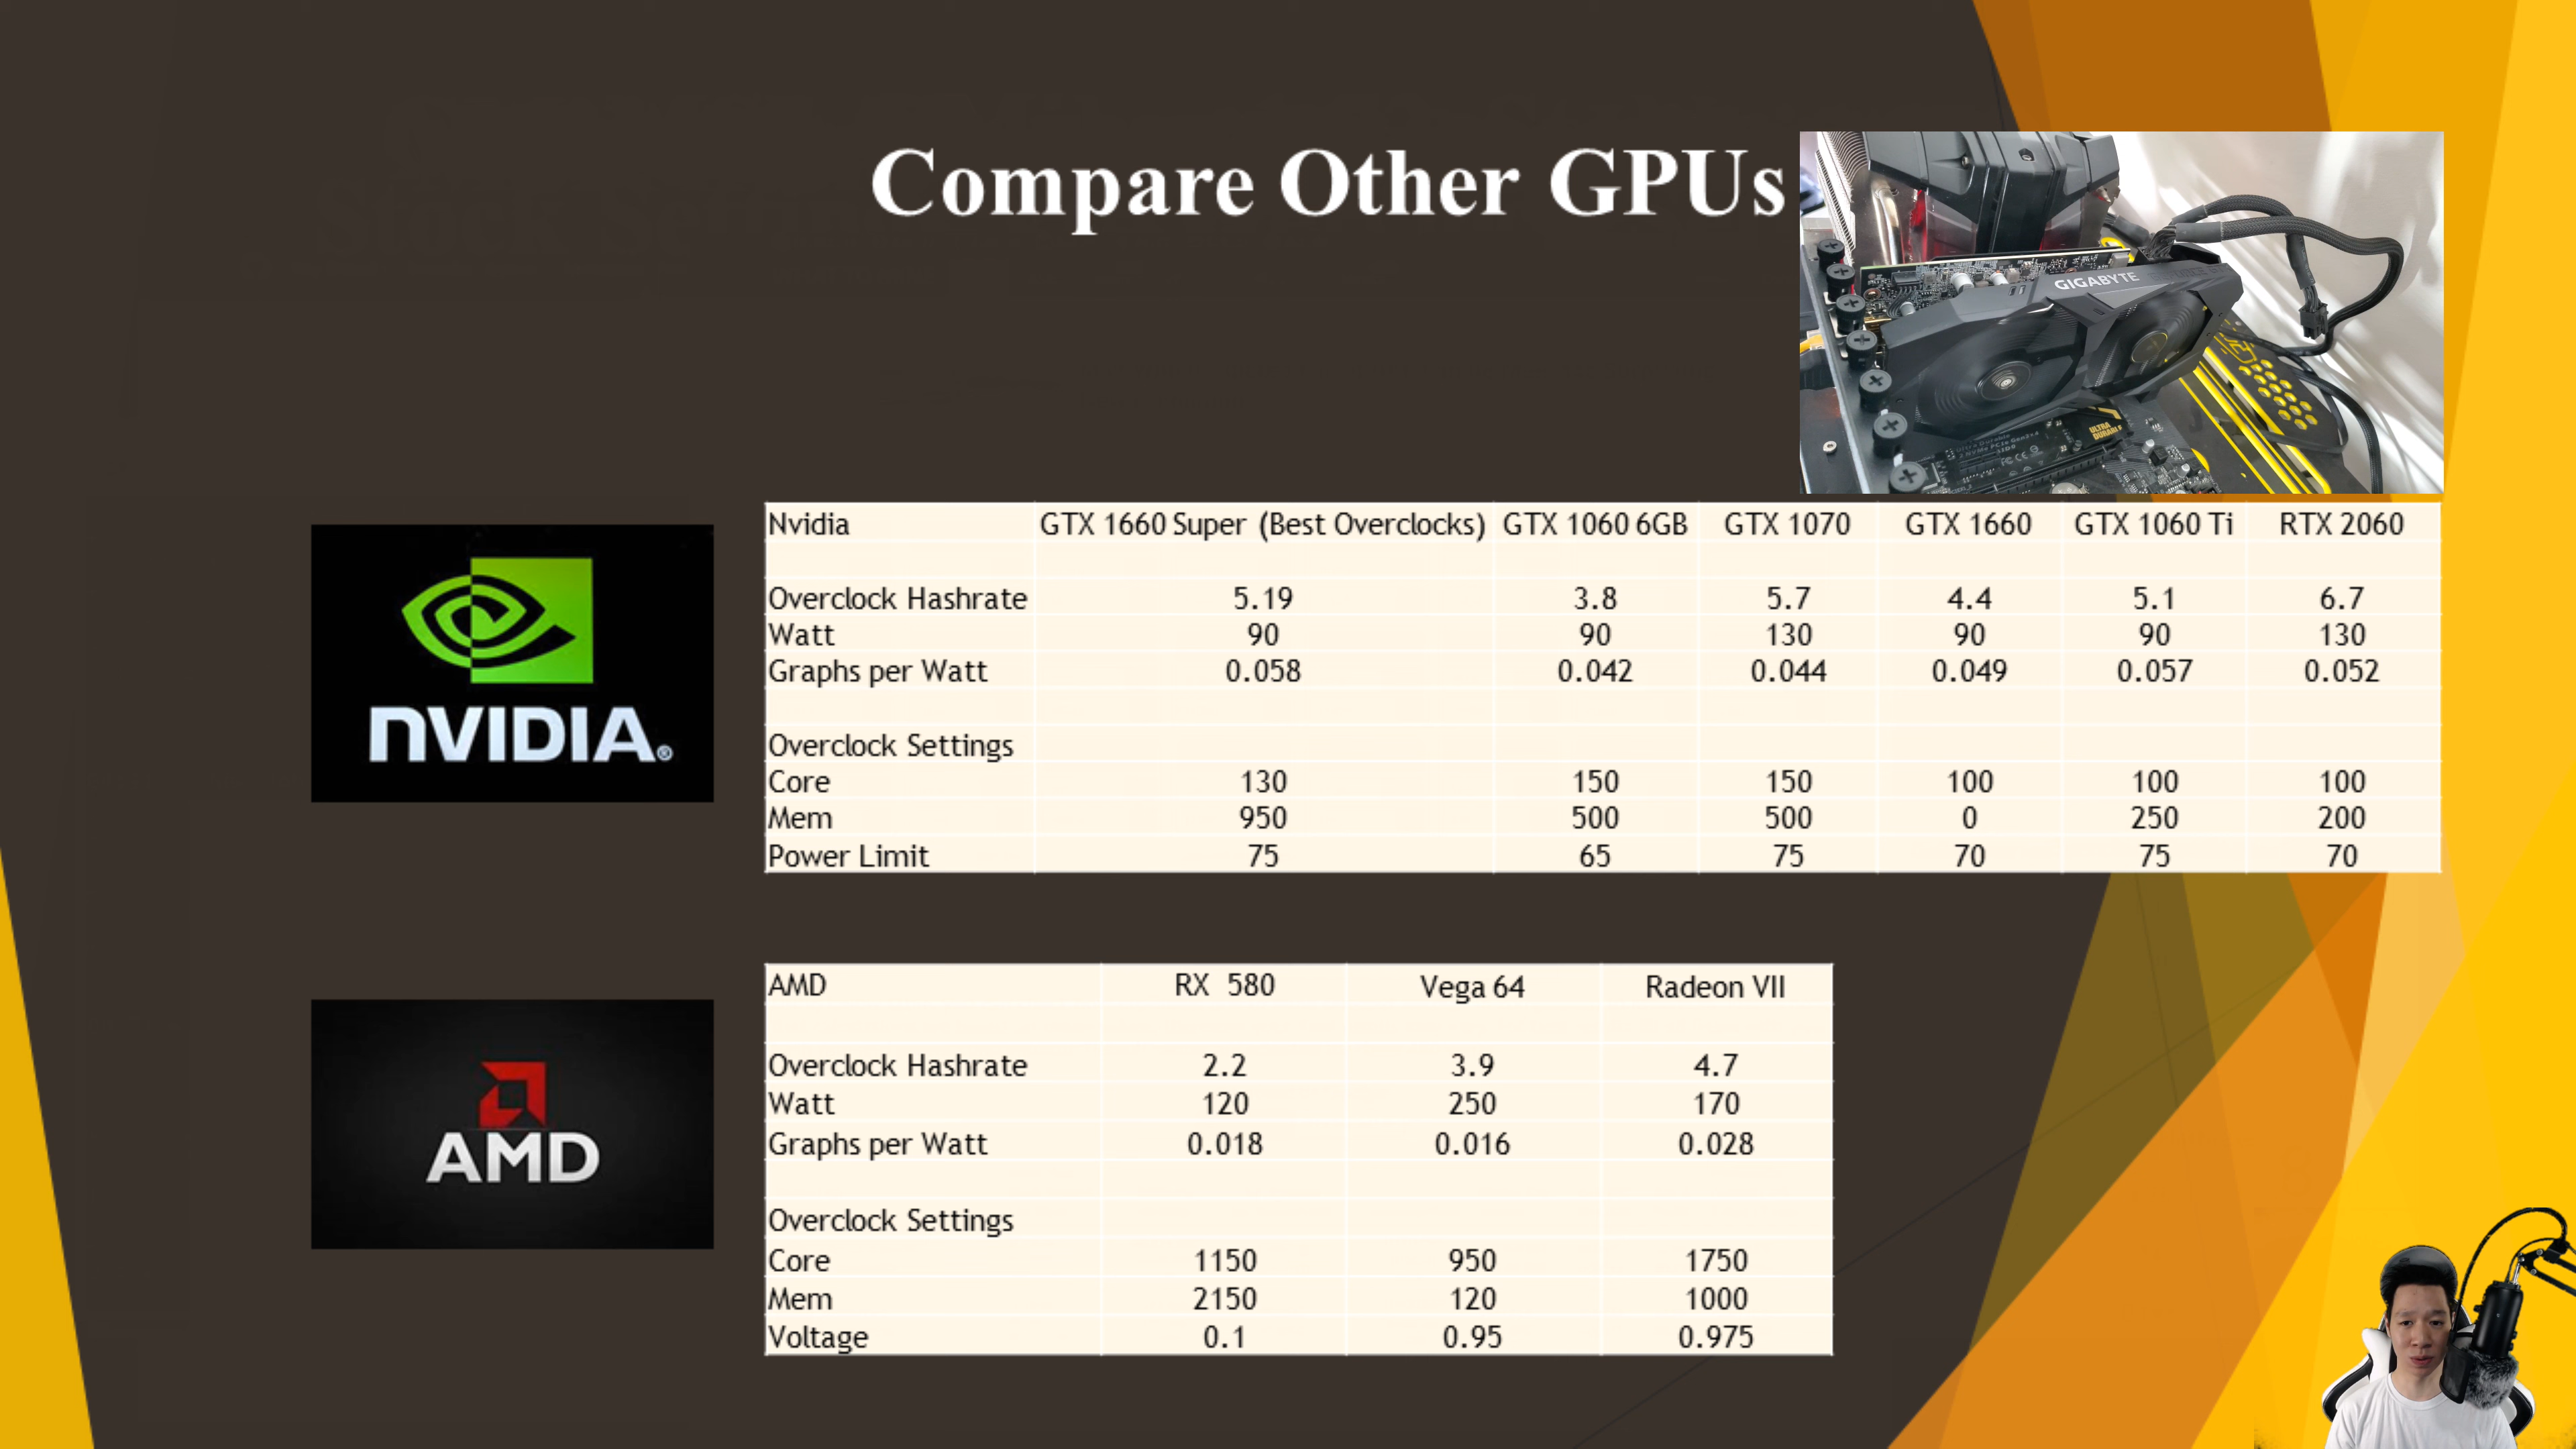 Compare Other GPUs
GIGABYTE
ULTRA
NVIDIA®
Nvidia GTX 1660 Super (Best Overclocks) GTX 1060 6GB GTX 1070 GTX 1660 GTX 1060 Ti RTX 2060
Overclock Hashrate 5.19 3.8 5.7 4.4 5.1 6.7
Watt 90 90 130 90 90 130
Graphs per Watt 0.058 0.042 0.044 0.049 0.057 0.052
Overclock Settings
Core 130 150 150 100 100 100
Mem 950 500 500 0 250 200
Power Limit 75 65 75 70 75 70
AMD
AMD RX 580 Vega 64 Radeon VII
Overclock Hashrate 2.2 3.9 4.7
Watt 120 250 170
Graphs per Watt 0.018 0.016 0.028
Overclock Settings
Core 1150 950 1750
Mem 2150 120 1000
Voltage 0.1 0.95 0.975